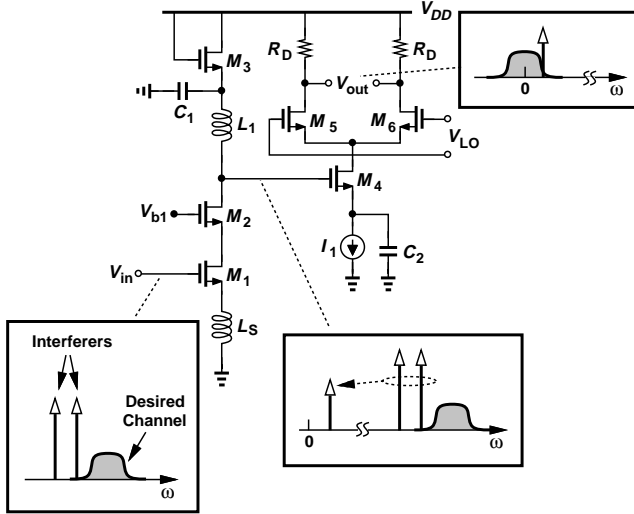 V_DD
M_3
R_D
R_D
C_1
L_1
V_out
0
ω
M_5
M_6
V_LO
M_4
V_b1
M_2
I_1
C_2
V_in
M_1
L_S
Interferers
Desired
Channel
ω
0
ω